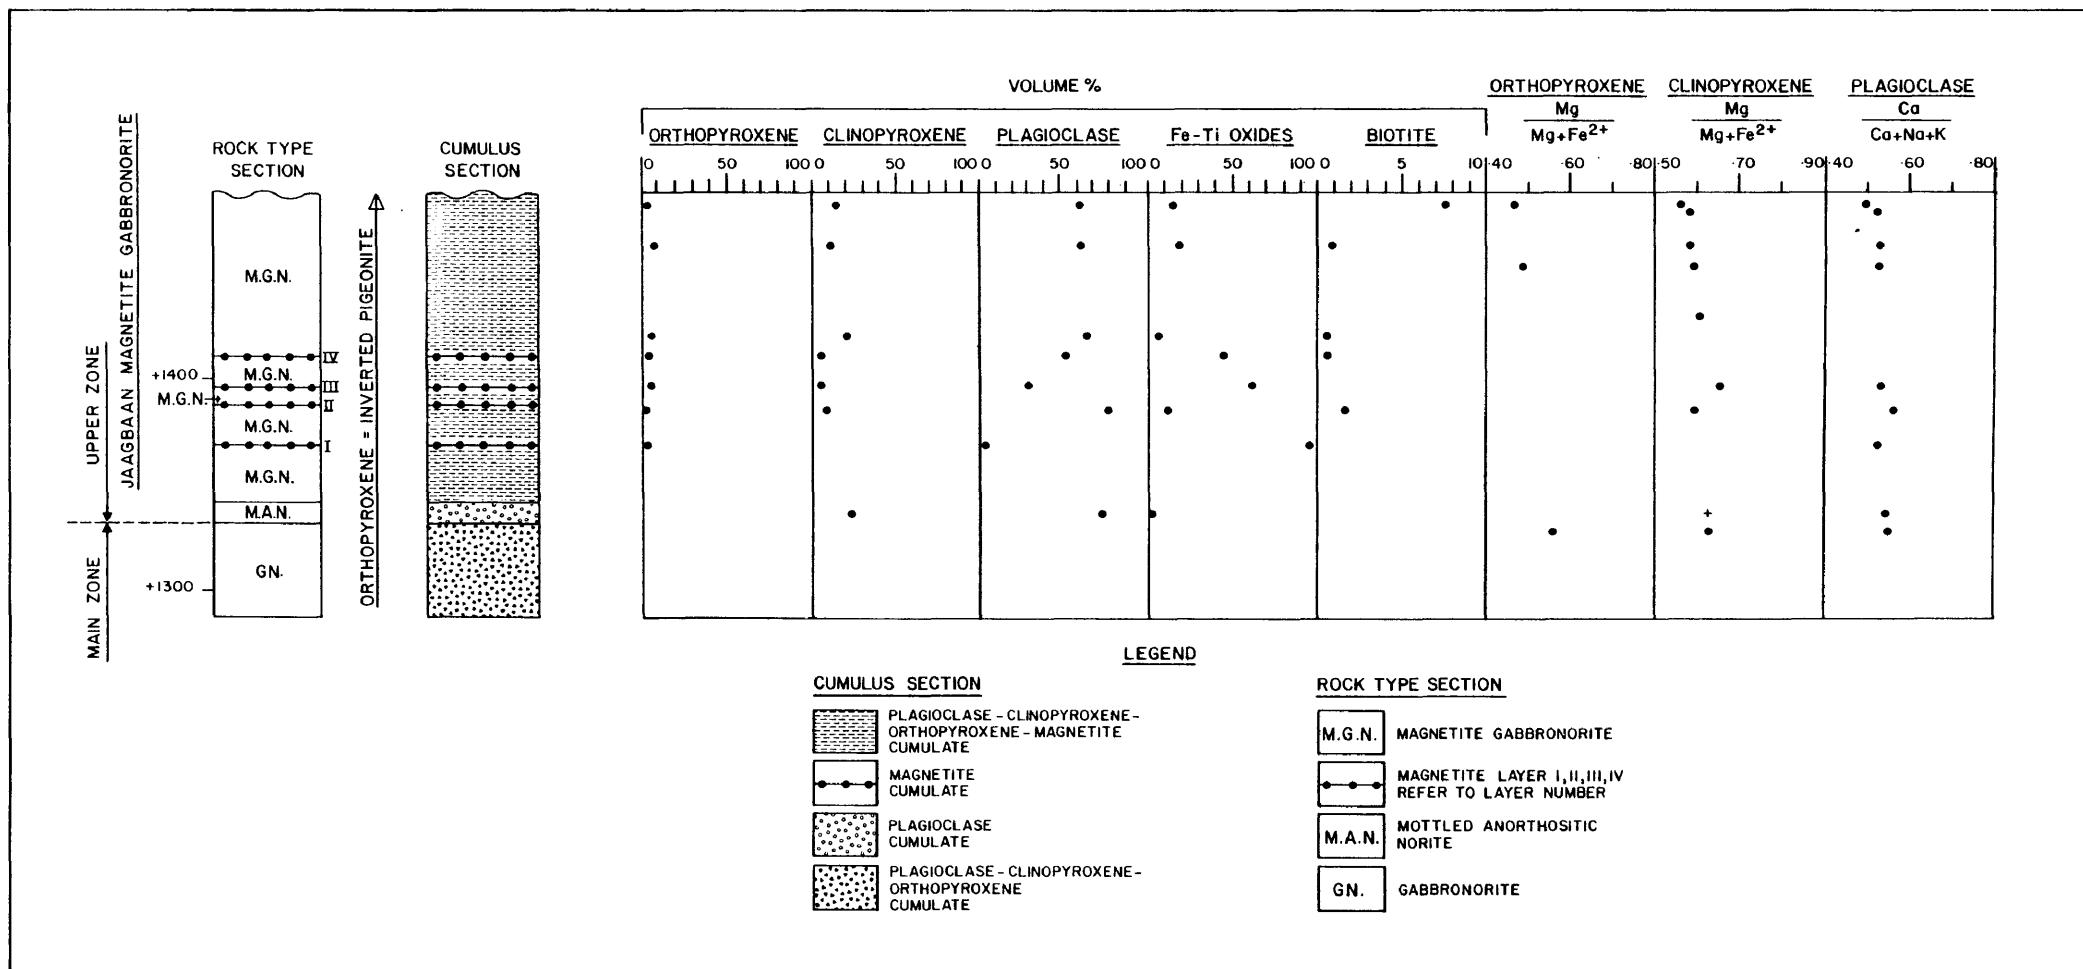 VOLUME %
ORTHOPYROXENE
Mg
Mg+Fe2+
CLINOPYROXENE
Mg
Mg+Fe2+
PLAGIOCLASE
Ca
Ca+Na+K
ORTHOPYROXENE
CLINOPYROXENE
PLAGIOCLASE
Fe-Ti OXIDES
BIOTITE
0 50 100
0 50 100
0 50 100
0 50 100
0 5 10
·40 ·60 ·80
·50 ·70 ·90
·40 ·60 ·80
ROCK TYPE
SECTION
CUMULUS
SECTION
JAAGBAAN MAGNETITE GABBRONORITE
UPPER ZONE
MAIN ZONE
ORTHOPYROXENE = INVERTED PIGEONITE
M.G.N.
IV
+1400
M.G.N.
III
M.G.N.
II
M.G.N.
I
M.G.N.
M.A.N.
GN.
+1300
LEGEND
CUMULUS SECTION
PLAGIOCLASE-CLINOPYROXENE-
ORTHOPYROXENE-MAGNETITE
CUMULATE
MAGNETITE
CUMULATE
PLAGIOCLASE
CUMULATE
PLAGIOCLASE-CLINOPYROXENE-
ORTHOPYROXENE
CUMULATE
ROCK TYPE SECTION
M.G.N. MAGNETITE GABBRONORITE
MAGNETITE LAYER I,II,III,IV
REFER TO LAYER NUMBER
M.A.N. MOTTLED ANORTHOSITIC
NORITE
GN. GABBRONORITE